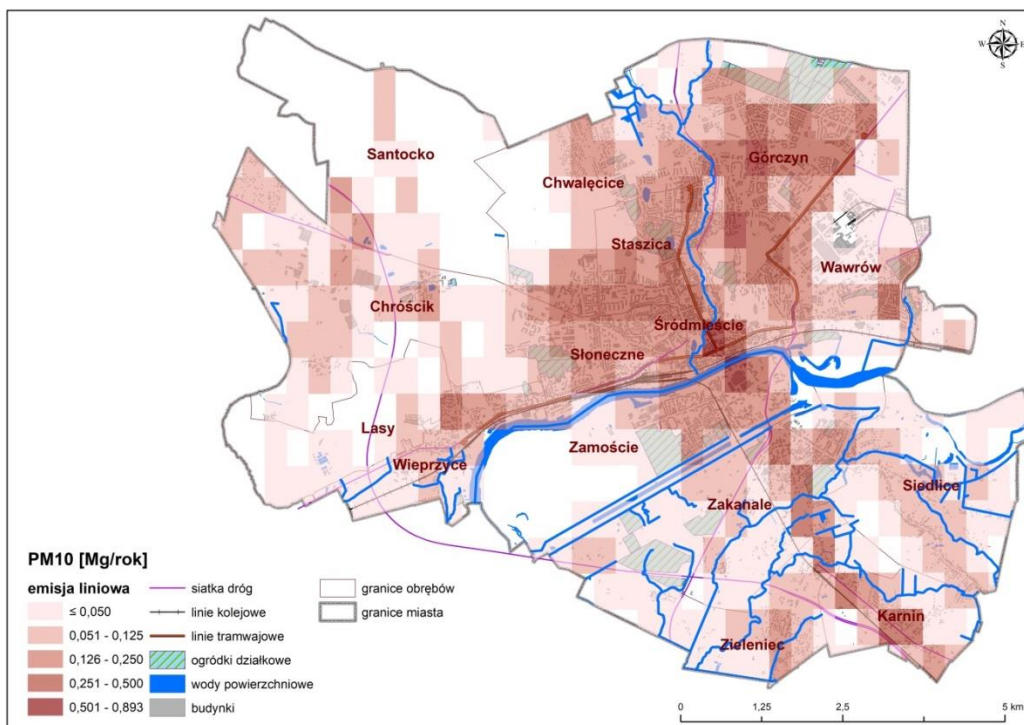 N
W E
S
Santocko
Górczyn
Chwalęcice
Staszica
Wawrów
Chróścik
Śródmieście
Słoneczne
Lasy
Zamoście
Wieprzyce
Siedlice
Zakanale
Karnin
Zieleniec
PM10 [Mg/rok]
emisja liniowa
≤ 0,050
0,051 - 0,125
0,126 - 0,250
0,251 - 0,500
0,501 - 0,893
siatka dróg
linie kolejowe
linie tramwajowe
ogródki działkowe
wody powierzchniowe
budynki
granice obrębów
granice miasta
0 1,25 2,5 5 km